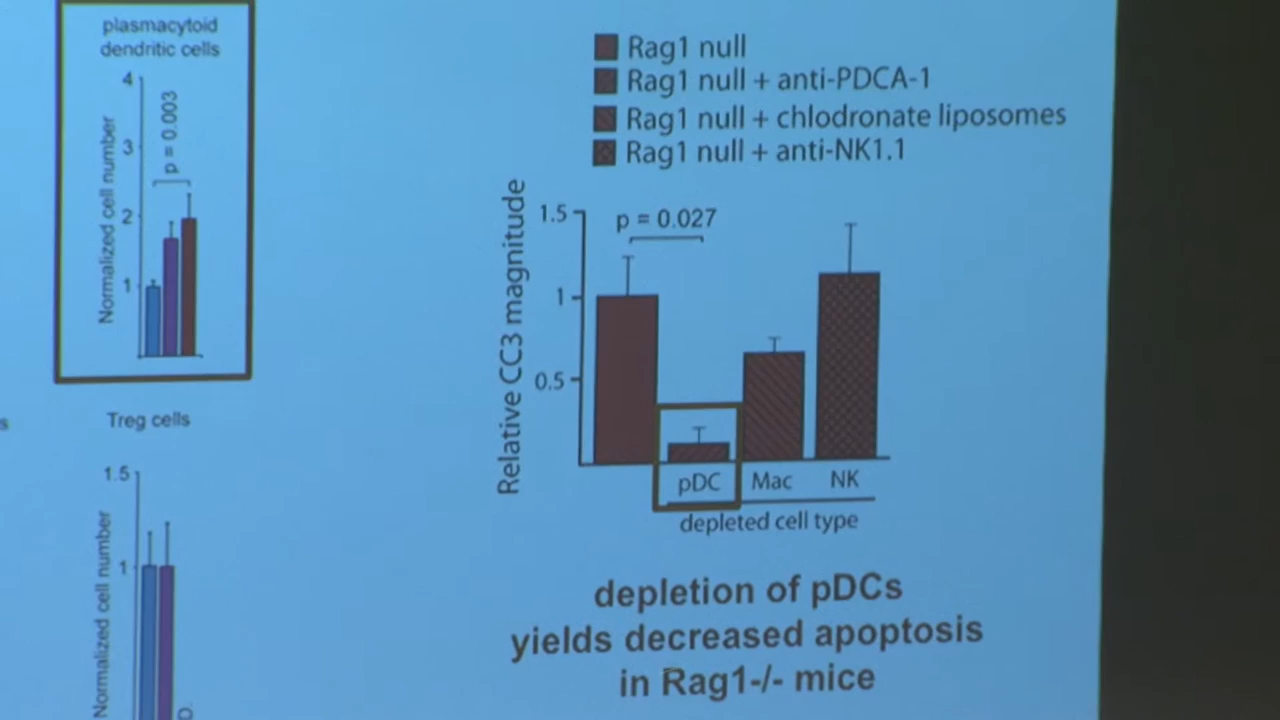 plasmacytoid
dendritic cells
Normalized cell number
4
3
2
1
p = 0.003
Treg cells
Normalized cell number
1.5
1
Rag1 null
Rag1 null + anti-PDCA-1
Rag1 null + chlodronate liposomes
Rag1 null + anti-NK1.1
Relative CC3 magnitude
1.5
1
0.5
p = 0.027
pDC Mac NK
depleted cell type
depletion of pDCs
yields decreased apoptosis
in Rag1-/- mice